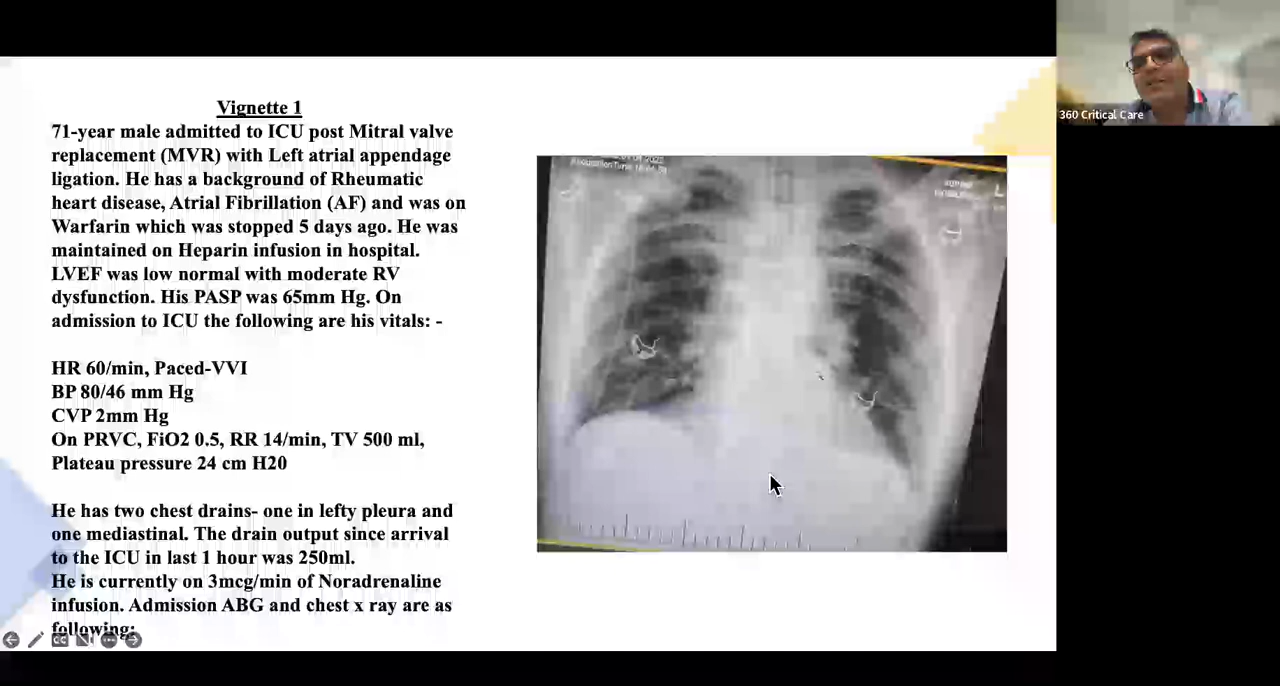 Vignette 1
71-year male admitted to ICU post Mitral valve
replacement (MVR) with Left atrial appendage
ligation. He has a background of Rheumatic
heart disease, Atrial Fibrillation (AF) and was on
Warfarin which was stopped 5 days ago. He was
maintained on Heparin infusion in hospital.
LVEF was low normal with moderate RV
dysfunction. His PASP was 65mm Hg. On
admission to ICU the following are his vitals: -
HR 60/min, Paced-VVI
BP 80/46 mm Hg
CVP 2mm Hg
On PRVC, FiO2 0.5, RR 14/min, TV 500 ml,
Plateau pressure 24 cm H20
He has two chest drains- one in lefty pleura and
one mediastinal. The drain output since arrival
to the ICU in last 1 hour was 250ml.
He is currently on 3mcg/min of Noradrenaline
infusion. Admission ABG and chest x ray are as
following:
L
360 Critical Care